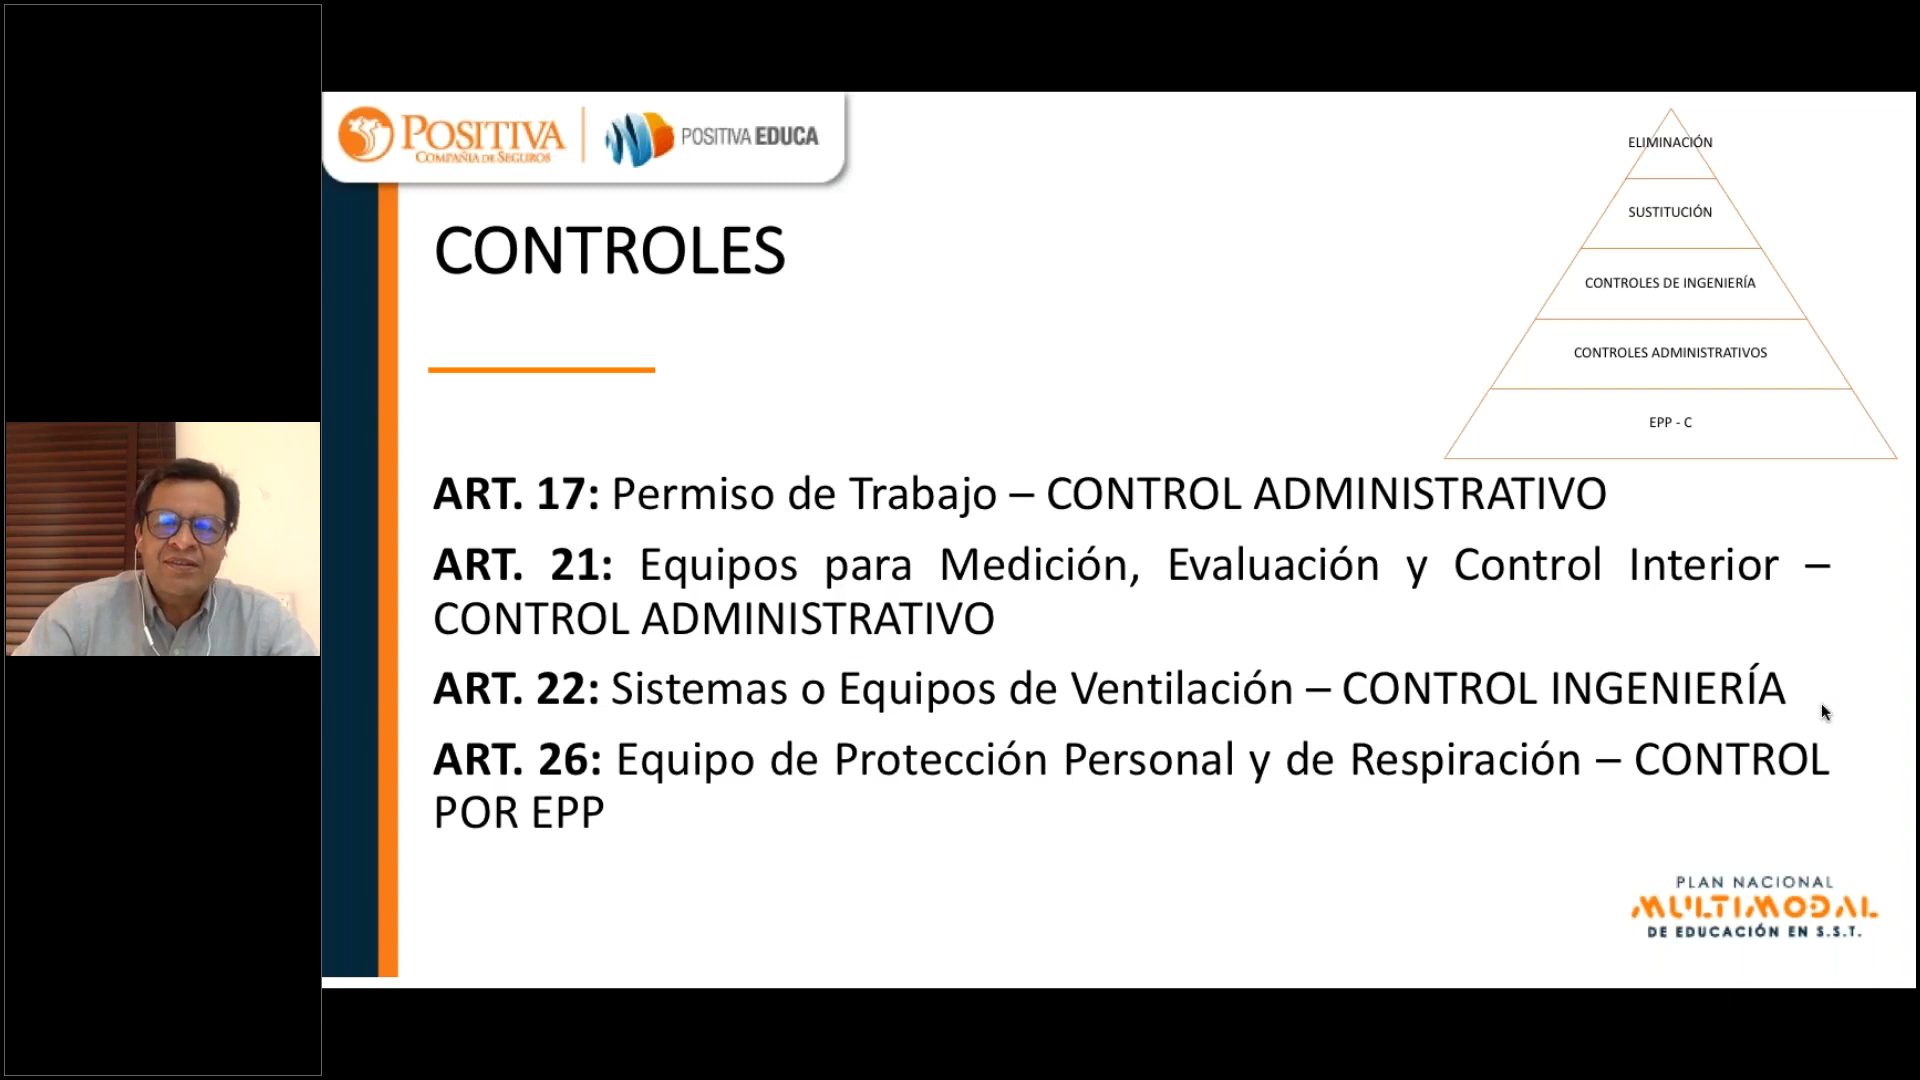 POSITIVA
COMPAÑIA DE SEGUROS
POSITIVA EDUCA
ELIMINACIÓN
SUSTITUCIÓN
CONTROLES DE INGENIERÍA
CONTROLES ADMINISTRATIVOS
EPP - C
CONTROLES
ART. 17: Permiso de Trabajo – CONTROL ADMINISTRATIVO
ART. 21: Equipos para Medición, Evaluación y Control Interior –
CONTROL ADMINISTRATIVO
ART. 22: Sistemas o Equipos de Ventilación – CONTROL INGENIERÍA
ART. 26: Equipo de Protección Personal y de Respiración – CONTROL
POR EPP
PLAN NACIONAL
MULTIMODAL
DE EDUCACIÓN EN S.S.T.